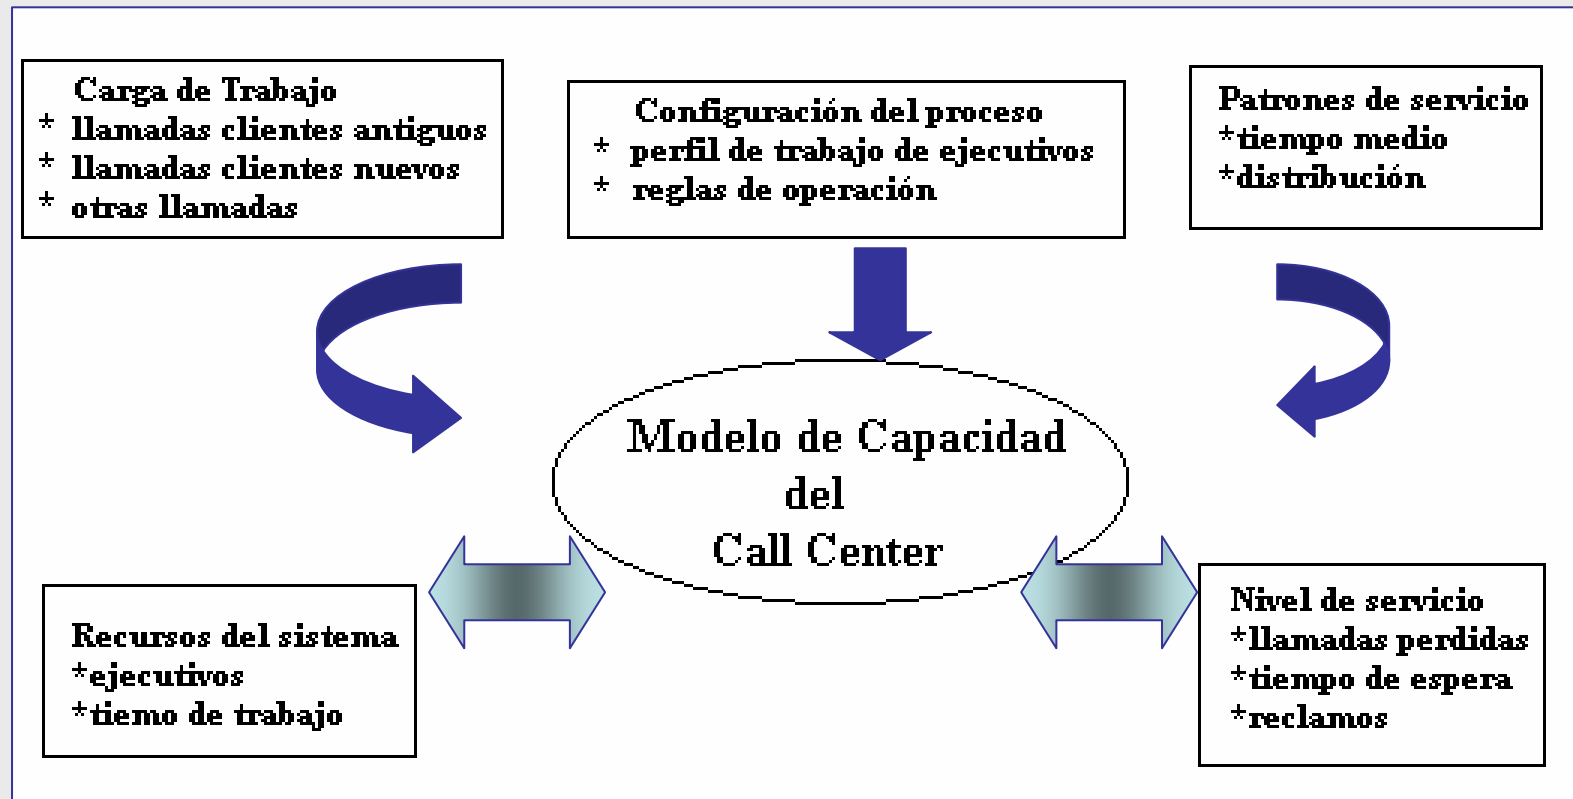 Carga de Trabajo
* llamadas clientes antiguos
* llamadas clientes nuevos
* otras llamadas
Configuración del proceso
* perfil de trabajo de ejecutivos
* reglas de operación
Patrones de servicio
*tiempo medio
*distribución
Modelo de Capacidad
del
Call Center
Recursos del sistema
*ejecutivos
*tiemo de trabajo
Nivel de servicio
*llamadas perdidas
*tiempo de espera
*reclamos